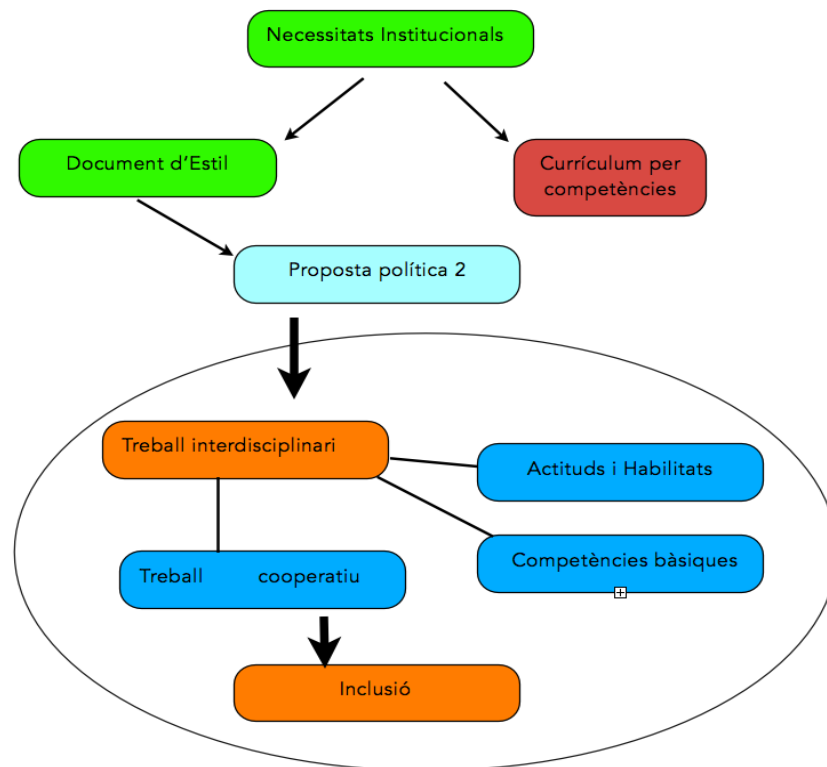 Necessitats Institucionals
Document d'Estil
Currículum per
competències
Proposta política 2
Treball interdisciplinari
Actituds i Habilitats
Competències bàsiques
Treball cooperatiu
Inclusió